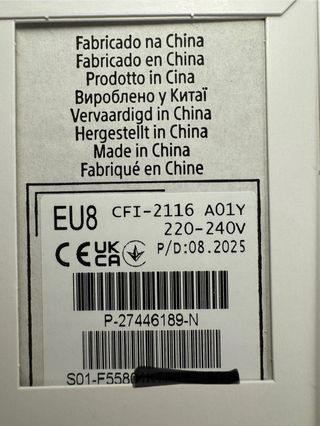 Fabricado na China
Fabricado en China
Prodotto in Cina
Вироблено у Китаї
Vervaardigd in China
Hergestellt in China
Made in China
Fabriqué en Chine
EU8 CFI-2116 A01Y
220-240V
CE UK CA P/D:08.2025
P-27446189-N